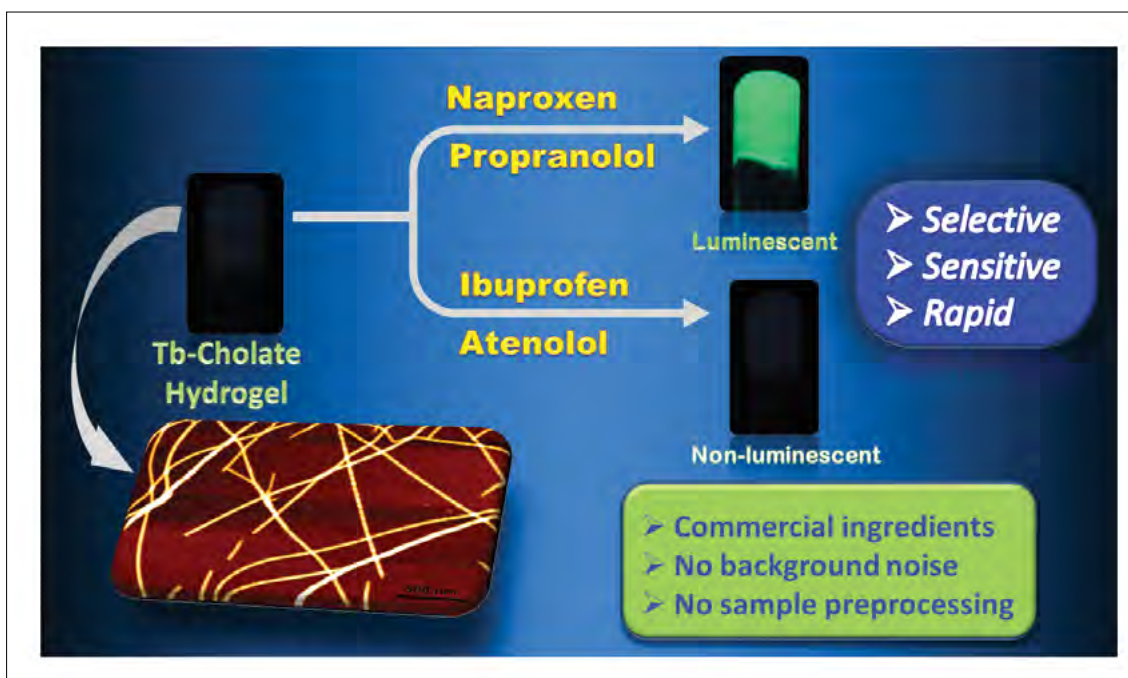 Naproxen
Propranolol
Luminescent
Ibuprofen
Atenolol
Non-luminescent
Tb-Cholate
Hydrogel
➢ Selective
➢ Sensitive
➢ Rapid
➢ Commercial ingredients
➢ No background noise
➢ No sample preprocessing